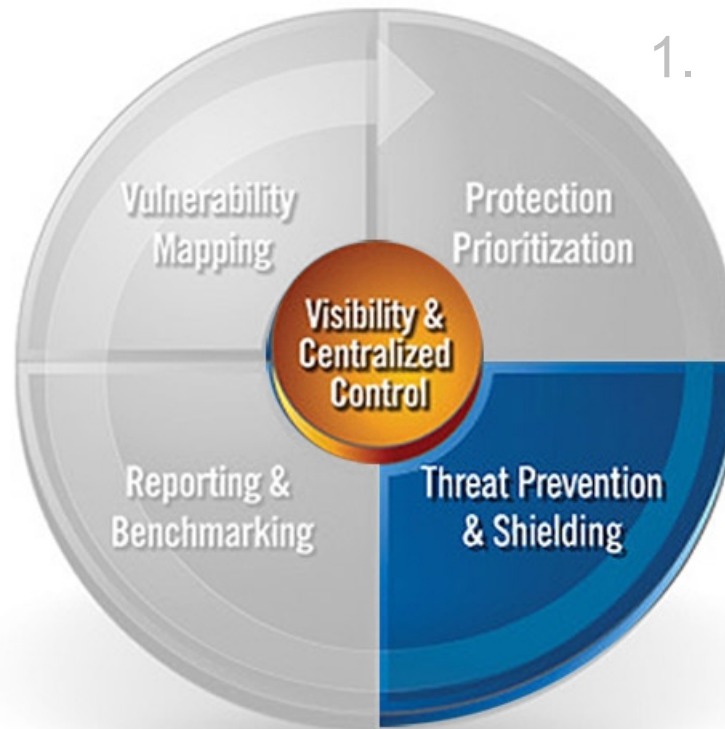 1.
Vulnerability
Mapping
Protection
Prioritization
Visibility &
Centralized
Control
Reporting &
Benchmarking
Threat Prevention
& Shielding